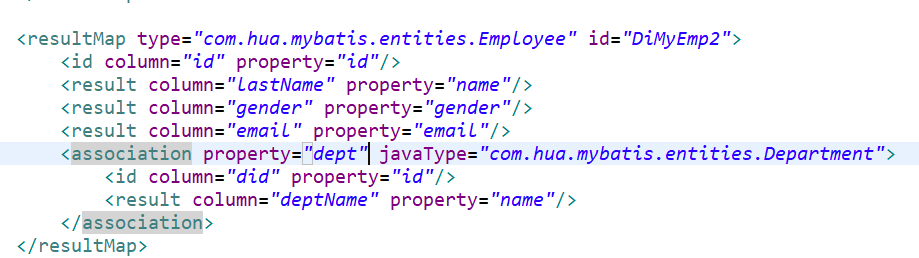 <resultMap type="com.hua.mybatis.entities.Employee" id="DiMyEmp2">
<id column="id" property="id"/>
<result column="lastName" property="name"/>
<result column="gender" property="gender"/>
<result column="email" property="email"/>
<association property="dept" javaType="com.hua.mybatis.entities.Department">
<id column="did" property="id"/>
<result column="deptName" property="name"/>
</association>
</resultMap>